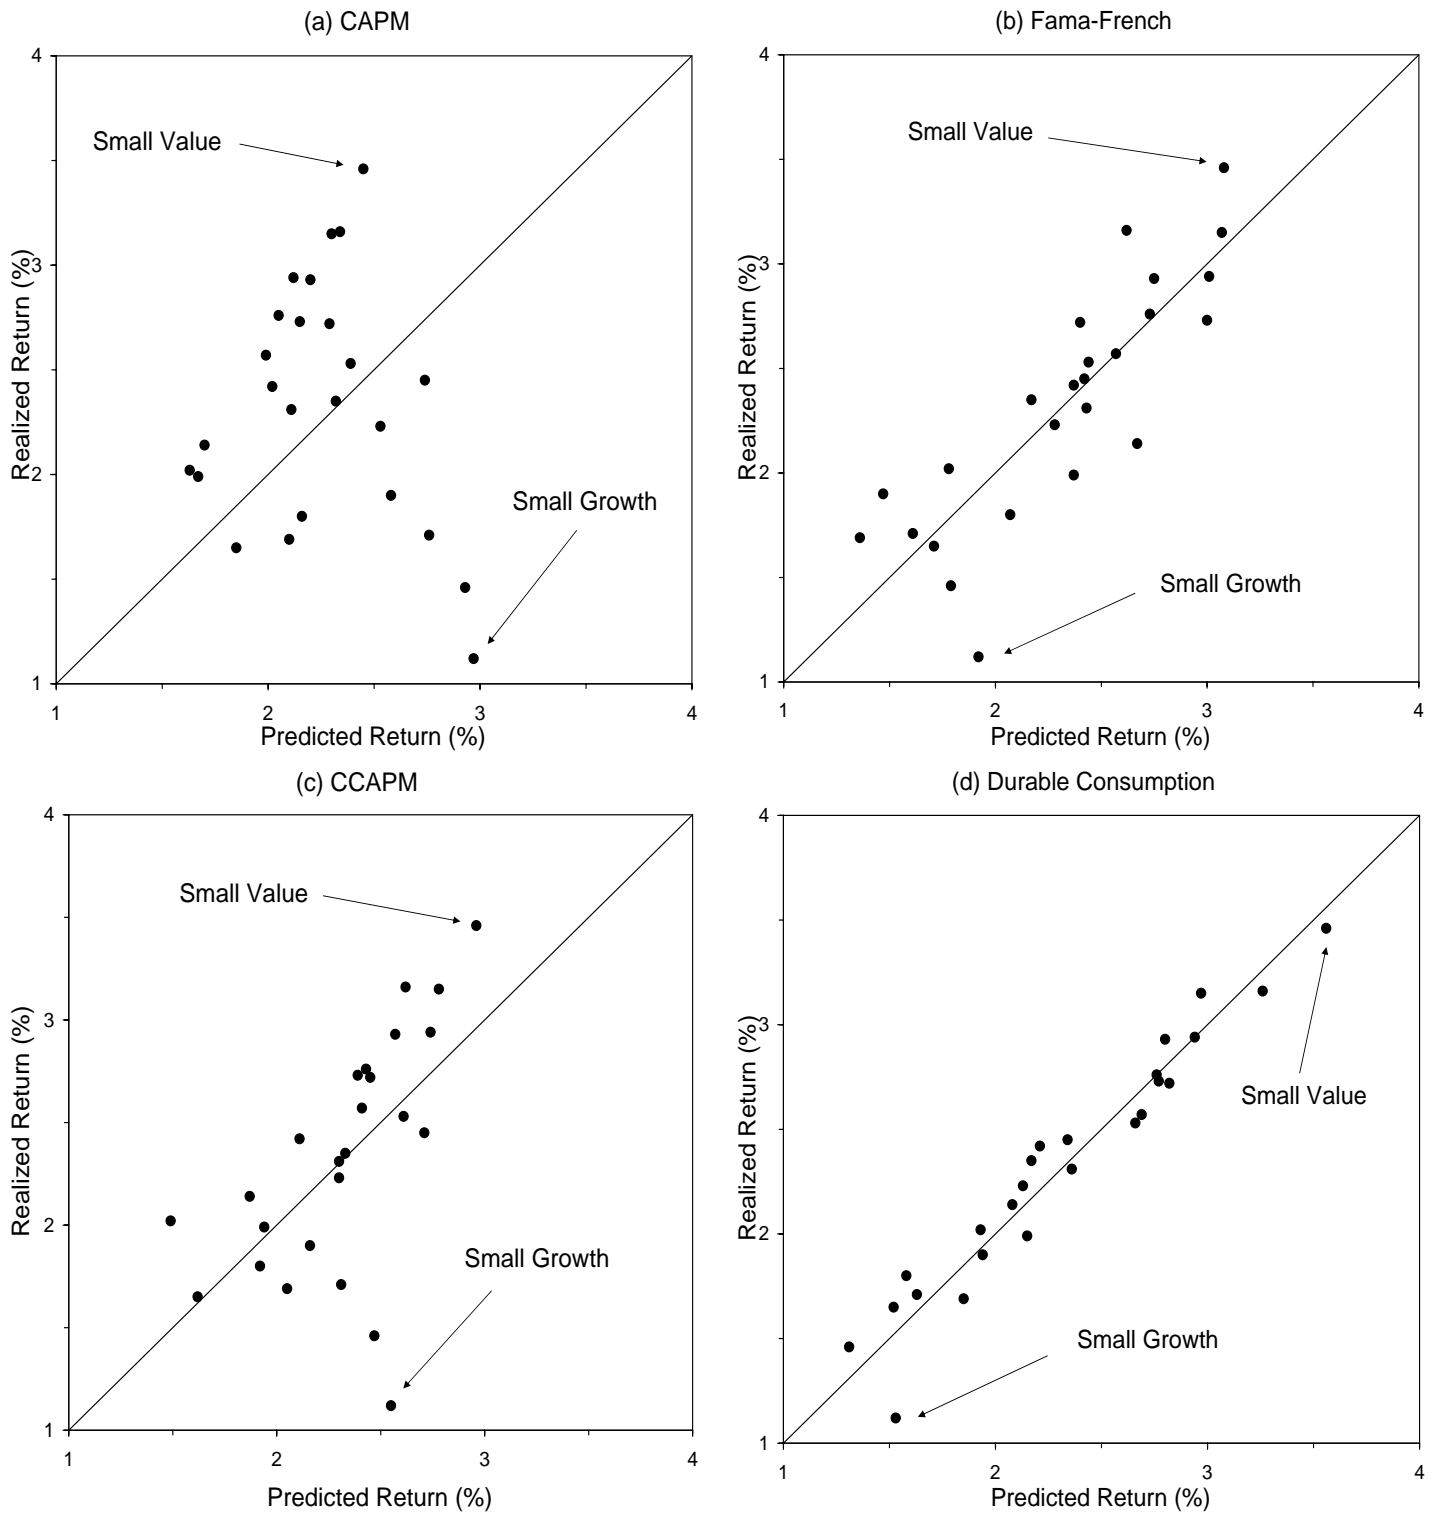 (a) CAPM
4
Small Value
3
Realized Return (%)
2
Small Growth
1
1
2
3
4
Predicted Return (%)
(b) Fama-French
4
Small Value
3
Realized Return (%)
2
Small Growth
1
1
2
3
4
Predicted Return (%)
(c) CCAPM
4
Small Value
3
Realized Return (%)
2
Small Growth
1
1
2
3
4
Predicted Return (%)
(d) Durable Consumption
4
3
Realized Return (%)
Small Value
2
Small Growth
1
1
2
3
4
Predicted Return (%)